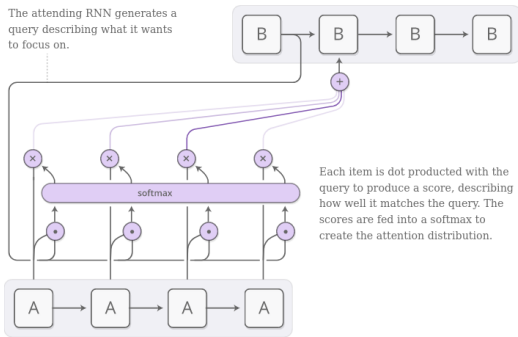 The attending RNN generates a
query describing what it wants
to focus on.
B B B B
+
× × × ×
softmax
Each item is dot producted with the
query to produce a score, describing
how well it matches the query. The
scores are fed into a softmax to
create the attention distribution.
A A A A